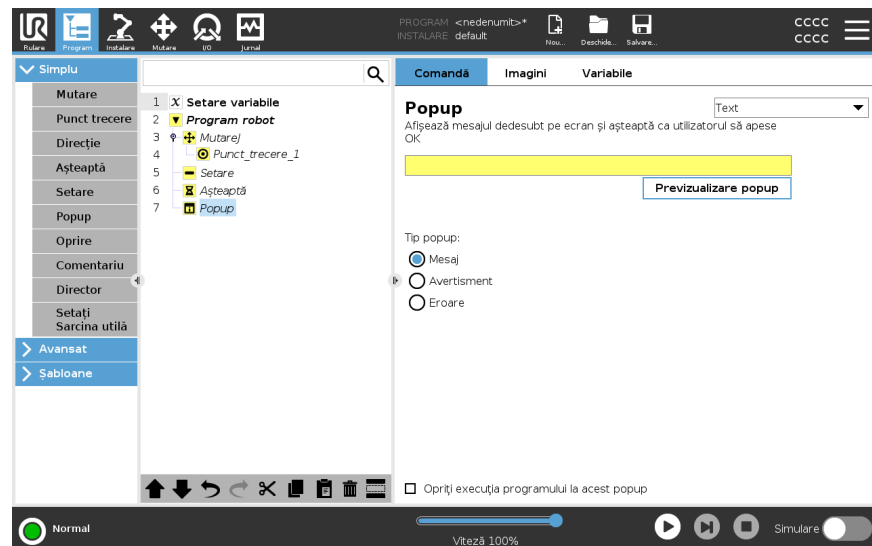 PROGRAM <nedenumit>*
INSTALARE default
CCCC
CCCC
Rulare Program Instalare Mutare I/O Jurnal Nou... Deschide... Salvare...
Simplu
Mutare
Punct trecere
Direcție
Așteaptă
Setare
Popup
Oprire
Comentariu
Director
Setați
Sarcina utilă
Avansat
Șabloane
1 X Setare variabile
2 Program robot
3 MutareJ
4 Punct_trecere_1
5 Setare
6 Așteaptă
7 Popup
Comandă Imagini Variabile
Popup Text
Afișează mesajul dedesubt pe ecran și așteaptă ca utilizatorul să apese
OK
Previzualizare popup
Tip popup:
Mesaj
Avertisment
Eroare
Opriți execuția programului la acest popup
Normal
Viteză 100%
Simulare